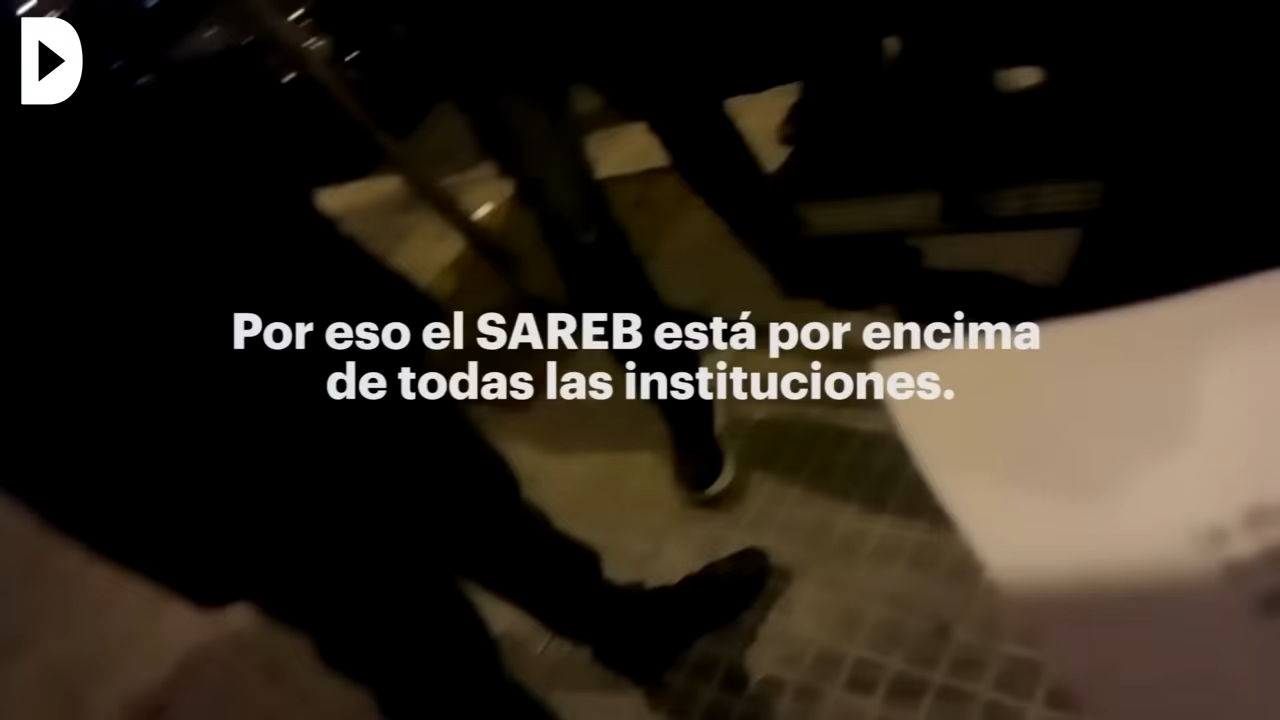 Por eso el SAREB está por encima
de todas las instituciones.